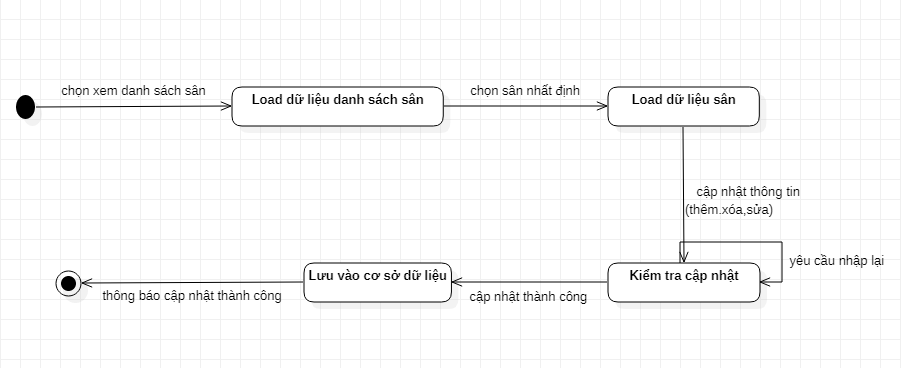 chọn xem danh sách sân
Load dữ liệu danh sách sân
chọn sân nhất định
Load dữ liệu sân
cập nhật thông tin
(thêm.xóa,sửa)
Kiểm tra cập nhật
yêu cầu nhập lại
cập nhật thành công
Lưu vào cơ sở dữ liệu
thông báo cập nhật thành công